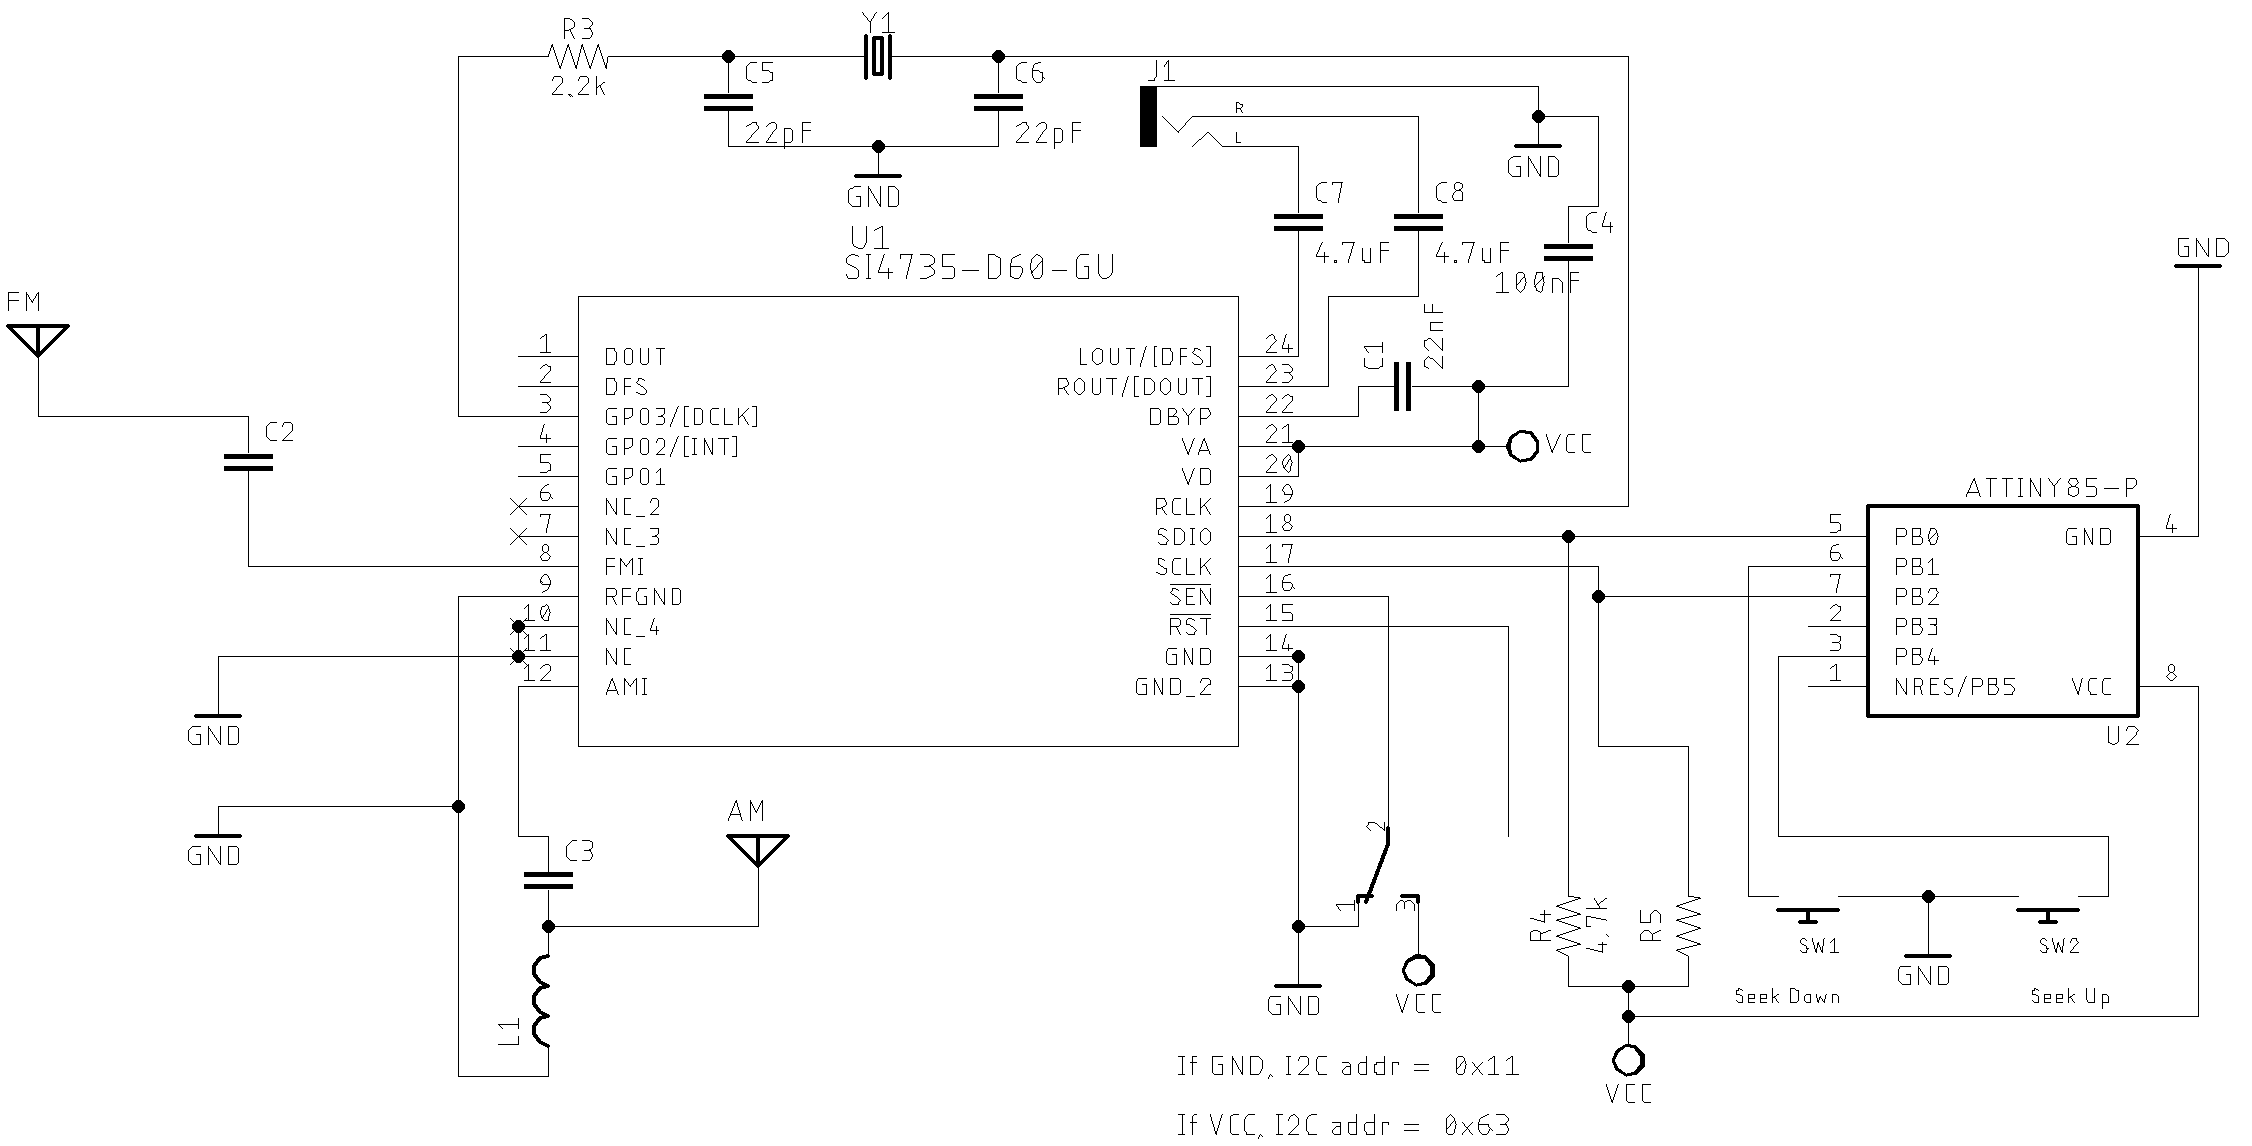 R3
2.2k
Y1
C5
22pF
C6
22pF
GND
J1
R
L
GND
C7
4.7uF
C8
4.7uF
C4
100nF
U1
SI4735-D60-GU
C1
22nF
VCC
FM
C2
1 DOUT
2 DFS
3 GPO3/[DCLK]
4 GPO2/[INT]
5 GPO1
6 NC_2
7 NC_3
8 FMI
9 RFGND
10 NC_4
11 NC
12 AMI
LOUT/[DFS] 24
ROUT/[DOUT] 23
DBYP 22
VA 21
VD 20
RCLK 19
SDIO 18
SCLK 17
SEN 16
RST 15
GND 14
GND_2 13
GND
ATTINY85-P
5 PB0
6 PB1
7 PB2
2 PB3
3 PB4
1 NRES/PB5
GND 4
VCC 8
U2
GND
GND
C3
AM
L1
2
1
3
GND
VCC
R4
4.7k
R5
VCC
SW1
SW2
GND
Seek Down
Seek Up
If GND, I2C addr = 0x11
If VCC, I2C addr = 0x63